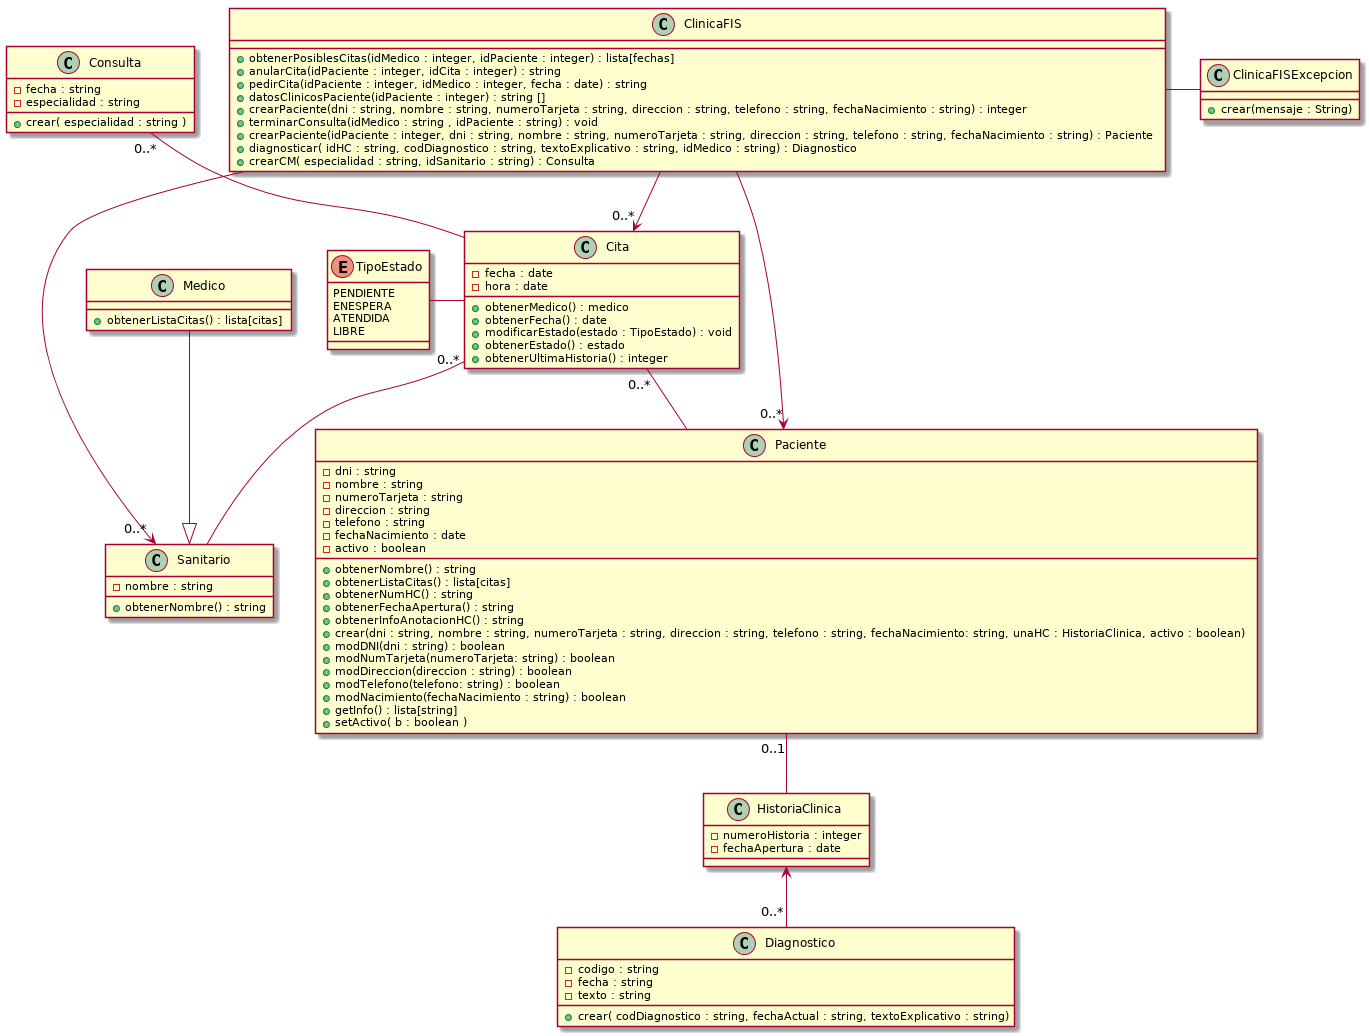 ClinicaFIS
obtenerPosiblesCitas(idMedico : integer, idPaciente : integer) : lista[fechas]
anularCita(idPaciente : integer, idCita : integer) : string
pedirCita(idPaciente : integer, idMedico : integer, fecha : date) : string
datosClinicosPaciente(idPaciente : integer) : string []
crearPaciente(dni : string, nombre : string, numeroTarjeta : string, direccion : string, telefono : string, fechaNacimiento : string) : integer
terminarConsulta(idMedico : string , idPaciente : string) : void
crearPaciente(idPaciente : integer, dni : string, nombre : string, numeroTarjeta : string, direccion : string, telefono : string, fechaNacimiento : string) : Paciente
diagnosticar( idHC : string, codDiagnostico : string, textoExplicativo : string, idMedico : string) : Diagnostico
crearCM( especialidad : string, idSanitario : string) : Consulta
Consulta
fecha : string
especialidad : string
crear( especialidad : string )
ClinicaFISExcepcion
crear(mensaje : String)
0..*
0..*
Cita
fecha : date
hora : date
obtenerMedico() : medico
obtenerFecha() : date
modificarEstado(estado : TipoEstado) : void
obtenerEstado() : estado
obtenerUltimaHistoria() : integer
TipoEstado
PENDIENTE
ENESPERA
ATENDIDA
LIBRE
Medico
obtenerListaCitas() : lista[citas]
0..*
0..*
0..*
Paciente
dni : string
nombre : string
numeroTarjeta : string
direccion : string
telefono : string
fechaNacimiento : date
activo : boolean
obtenerNombre() : string
obtenerListaCitas() : lista[citas]
obtenerNumHC() : string
obtenerFechaApertura() : string
obtenerInfoAnotacionHC() : string
crear(dni : string, nombre : string, numeroTarjeta : string, direccion : string, telefono : string, fechaNacimiento: string, unaHC : HistoriaClinica, activo : boolean)
modDNI(dni : string) : boolean
modNumTarjeta(numeroTarjeta: string) : boolean
modDireccion(direccion : string) : boolean
modTelefono(telefono: string) : boolean
modNacimiento(fechaNacimiento : string) : boolean
getInfo() : lista[string]
setActivo( b : boolean )
0..*
Sanitario
nombre : string
obtenerNombre() : string
0..1
HistoriaClinica
numeroHistoria : integer
fechaApertura : date
0..*
Diagnostico
codigo : string
fecha : string
texto : string
crear( codDiagnostico : string, fechaActual : string, textoExplicativo : string)